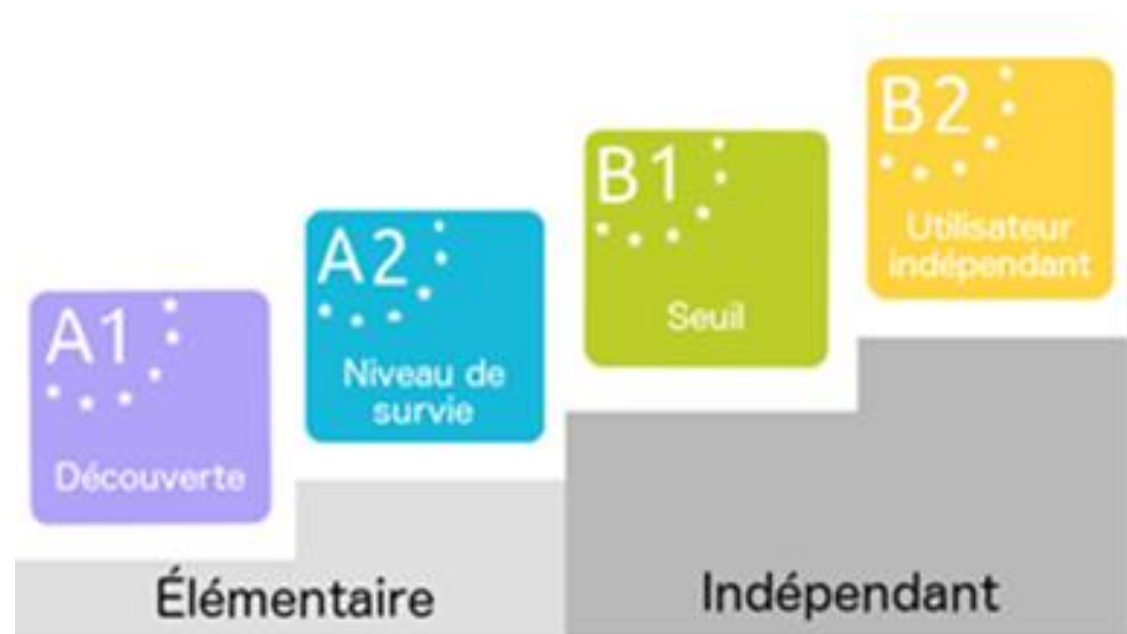 A1
Découverte
A2
Niveau de
survie
B1
Seuil
B2
Utilisateur
indépendant
Élémentaire
Indépendant